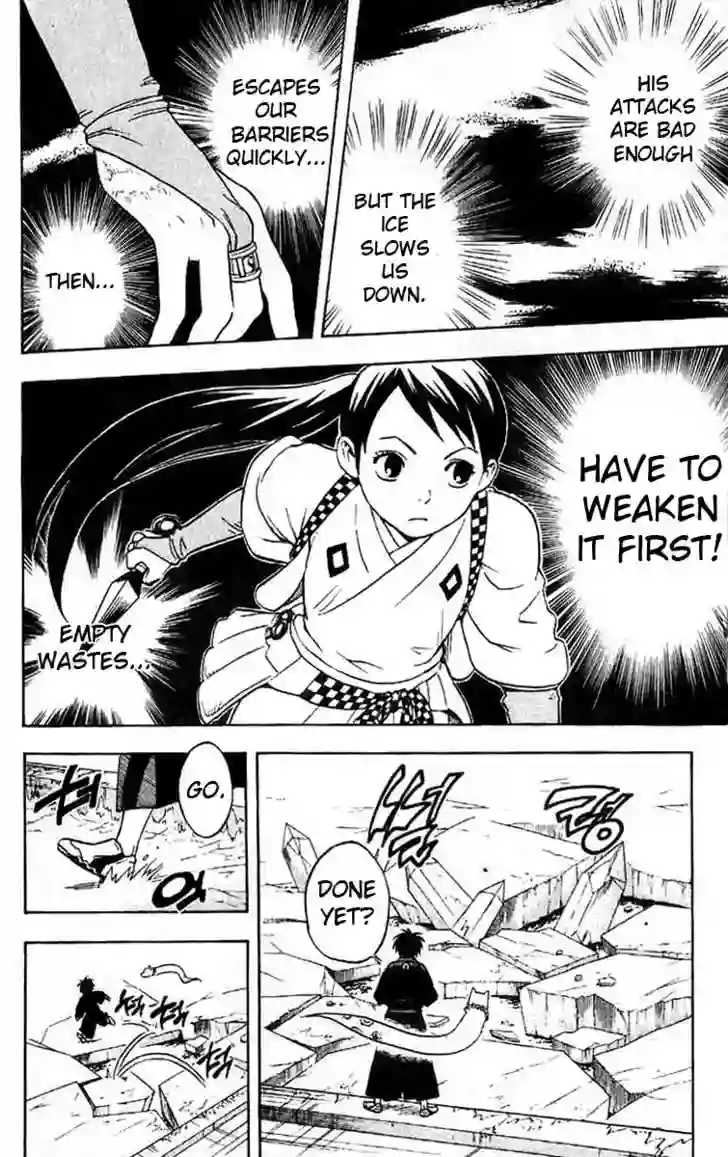 HIS
ATTACKS
ARE BAD
ENOUGH
BUT THE
ICE
SLOWS
US
DOWN.
ESCAPES
OUR
BARRIERS
QUICKLY...
THEN...
HAVE TO
WEAKEN
IT FIRST!
EMPTY
WASTES...
DONE
YET?
GO.